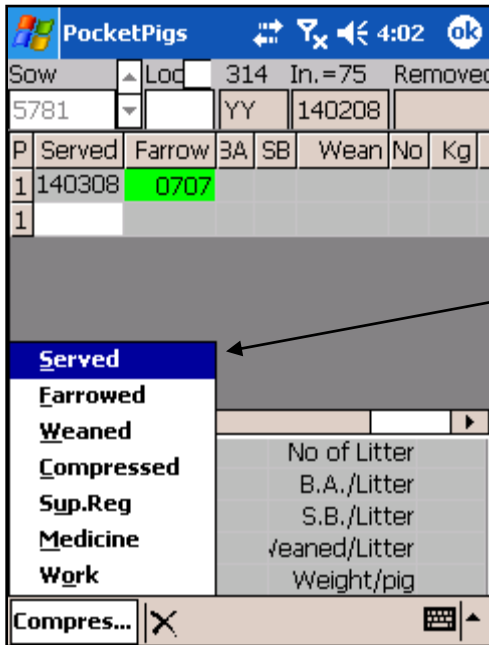 PocketPigs 4:02 ok
Sow Loc 314 In.=75 Removed
5781 YY 140208
P Served Farrow BA SB Wean No Kg
1 140308 0707
1
Served
Farrowed
Weaned
Compressed
Sup.Reg
Medicine
Work
No of Litter
B.A./Litter
S.B./Litter
/eaned/Litter
Weight/pig
Compres...